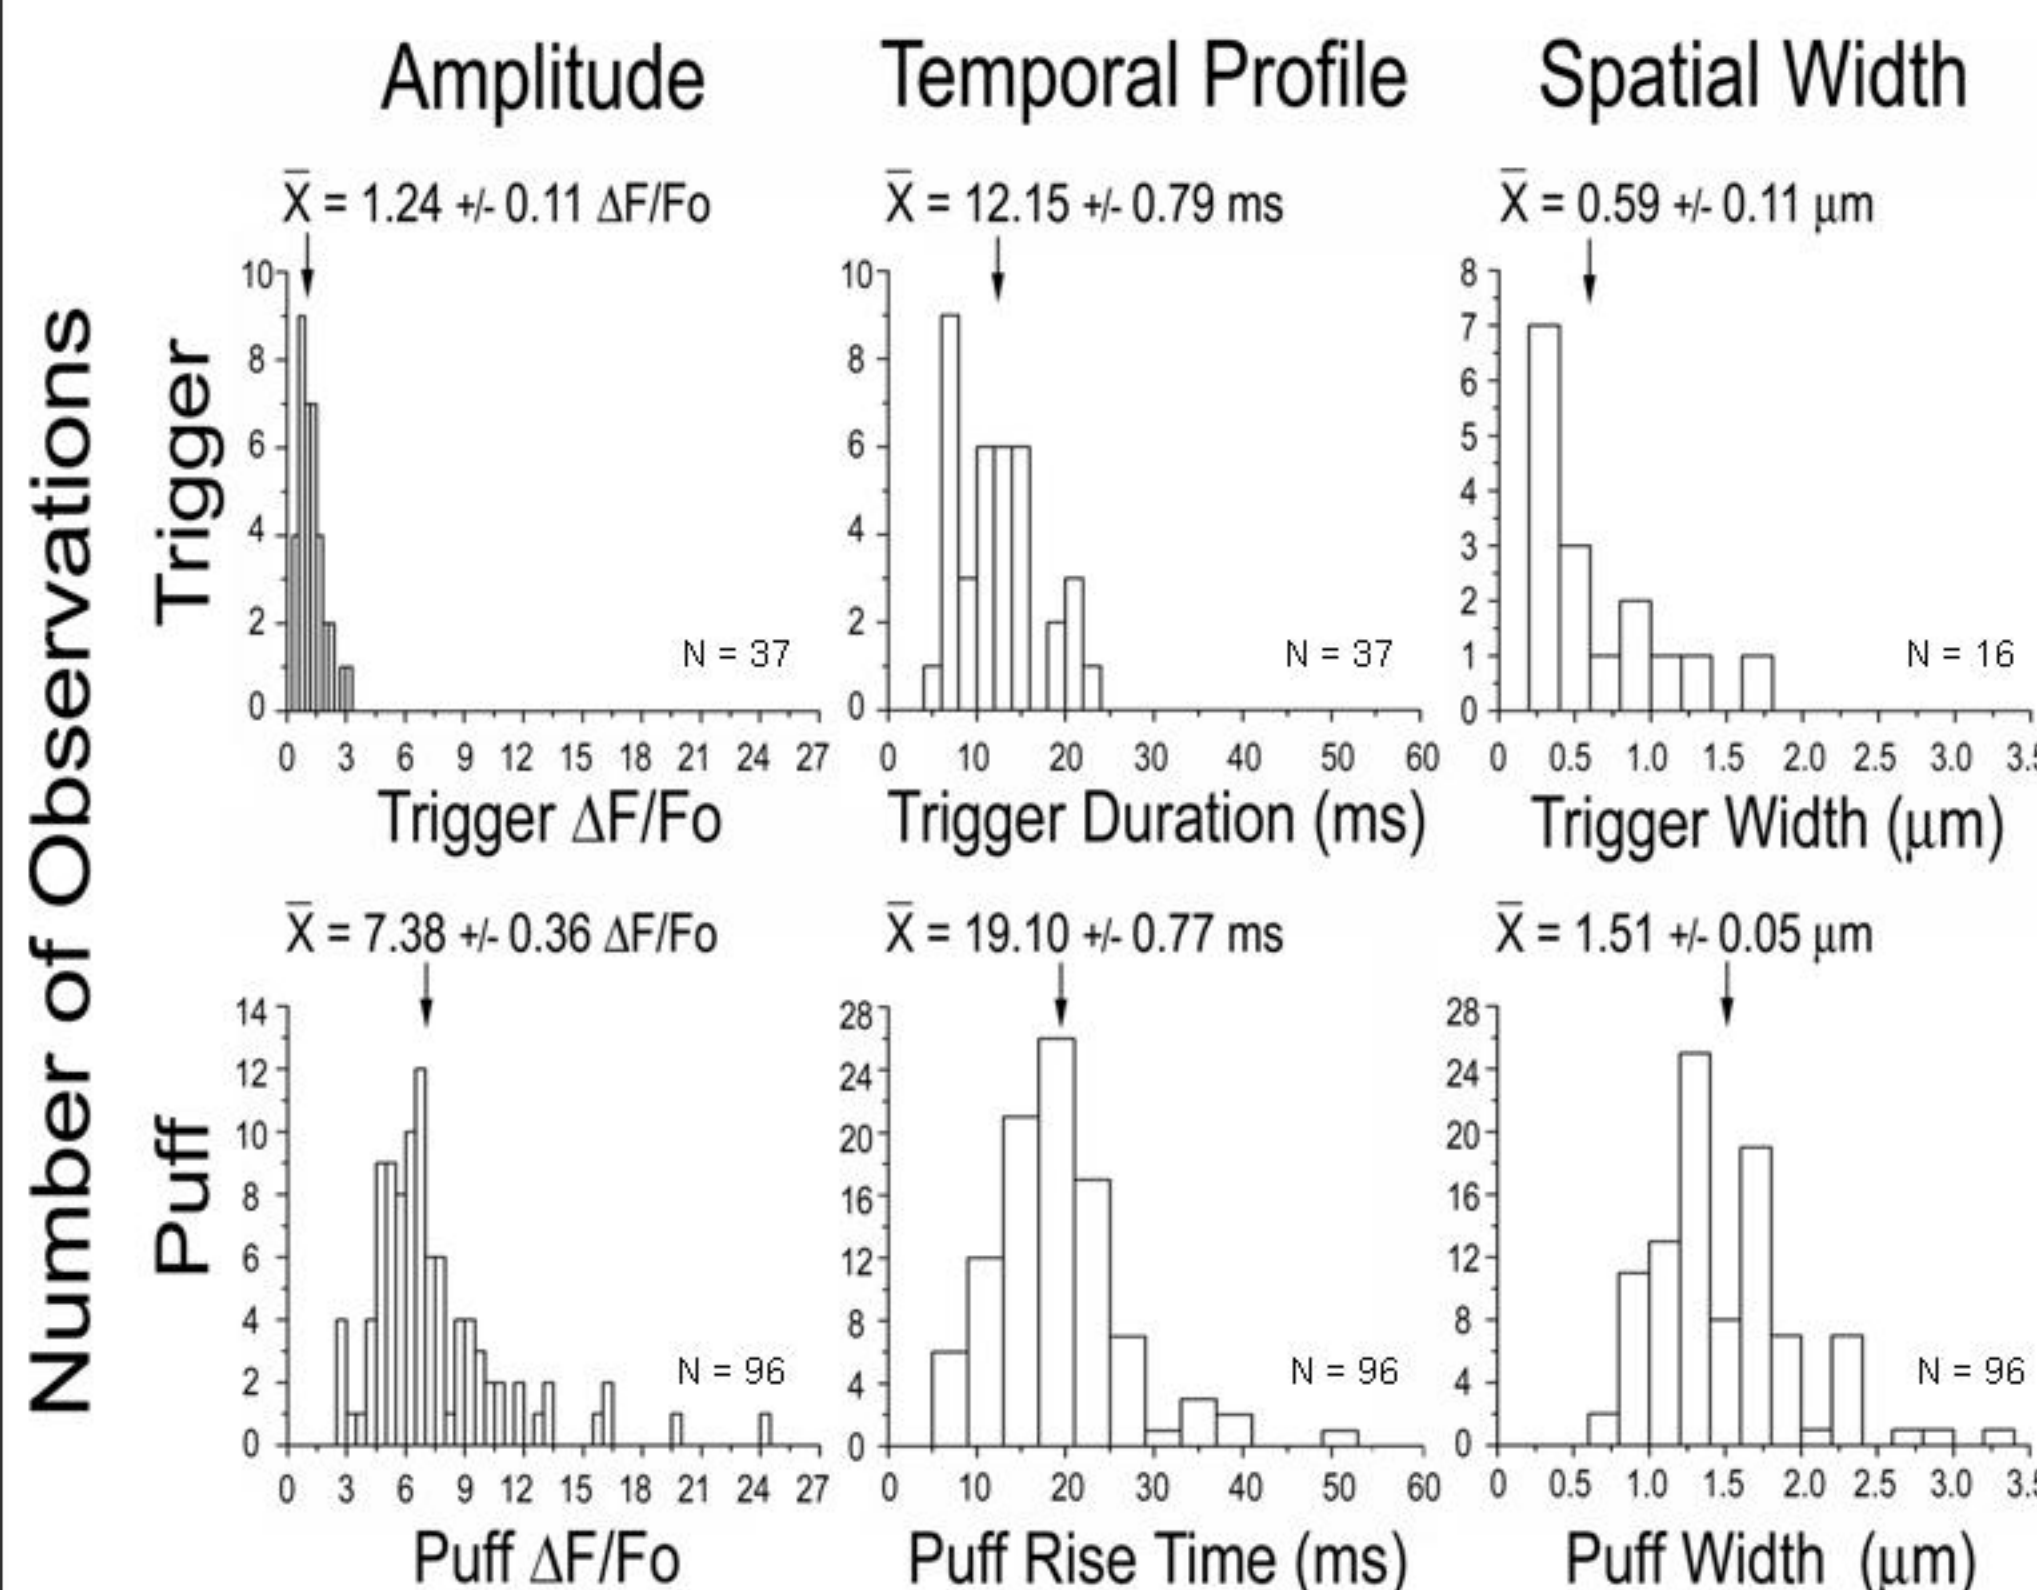 Amplitude Temporal Profile Spatial Width
Number of Observations
Trigger
X̅ = 1.24 +/- 0.11 ΔF/Fo
10
8
6
4
2
0
N = 37
0 3 6 9 12 15 18 21 24 27
Trigger ΔF/Fo
X̅ = 12.15 +/- 0.79 ms
10
8
6
4
2
0
N = 37
0 10 20 30 40 50 60
Trigger Duration (ms)
X̅ = 0.59 +/- 0.11 μm
8
7
6
5
4
3
2
1
0
N = 16
0 0.5 1.0 1.5 2.0 2.5 3.0 3.5
Trigger Width (μm)
Puff
X̅ = 7.38 +/- 0.36 ΔF/Fo
14
12
10
8
6
4
2
0
N = 96
0 3 6 9 12 15 18 21 24 27
Puff ΔF/Fo
X̅ = 19.10 +/- 0.77 ms
28
24
20
16
12
8
4
0
N = 96
0 10 20 30 40 50 60
Puff Rise Time (ms)
X̅ = 1.51 +/- 0.05 μm
28
24
20
16
12
8
4
0
N = 96
0 0.5 1.0 1.5 2.0 2.5 3.0 3.5
Puff Width (μm)